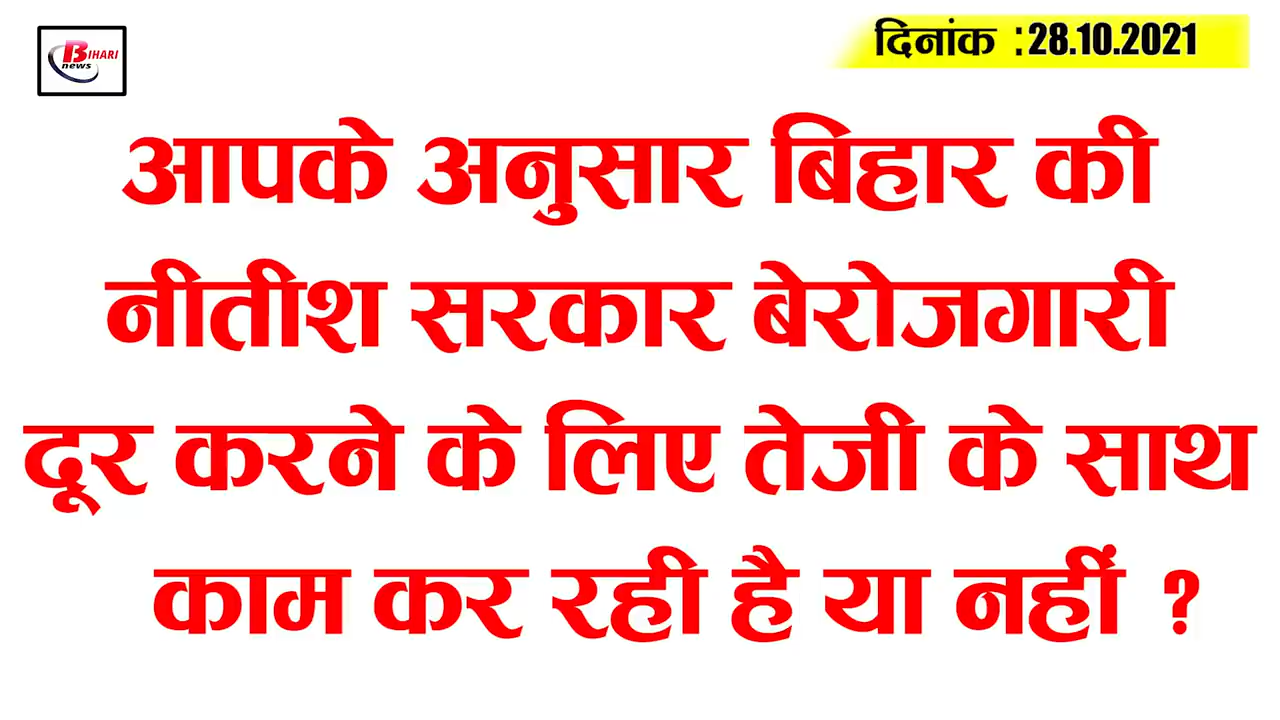 BIHARI
news
दिनांक :28.10.2021
आपके अनुसार बिहार की
नीतीश सरकार बेरोजगारी
दूर करने के लिए तेजी के साथ
काम कर रही है या नहीं ?